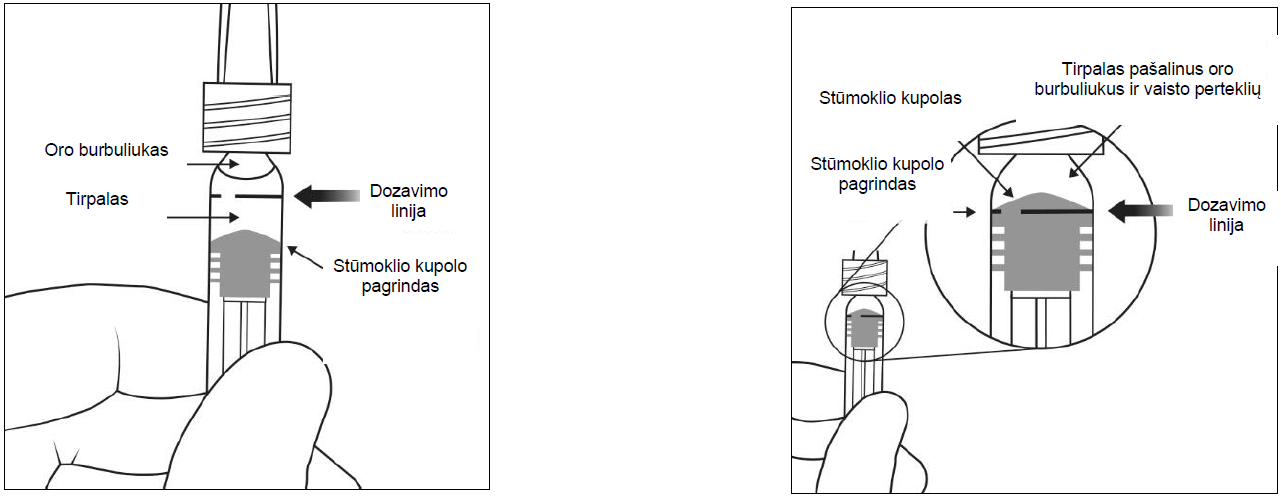 Oro burbuliukas
Tirpalas
Dozavimo
linija
Stūmoklio kupolo
pagrindas
Stūmoklio kupolas
Tirpalas pašalinus oro
burbuliukus ir vaisto perteklių
Stūmoklio kupolo
pagrindas
Dozavimo
linija